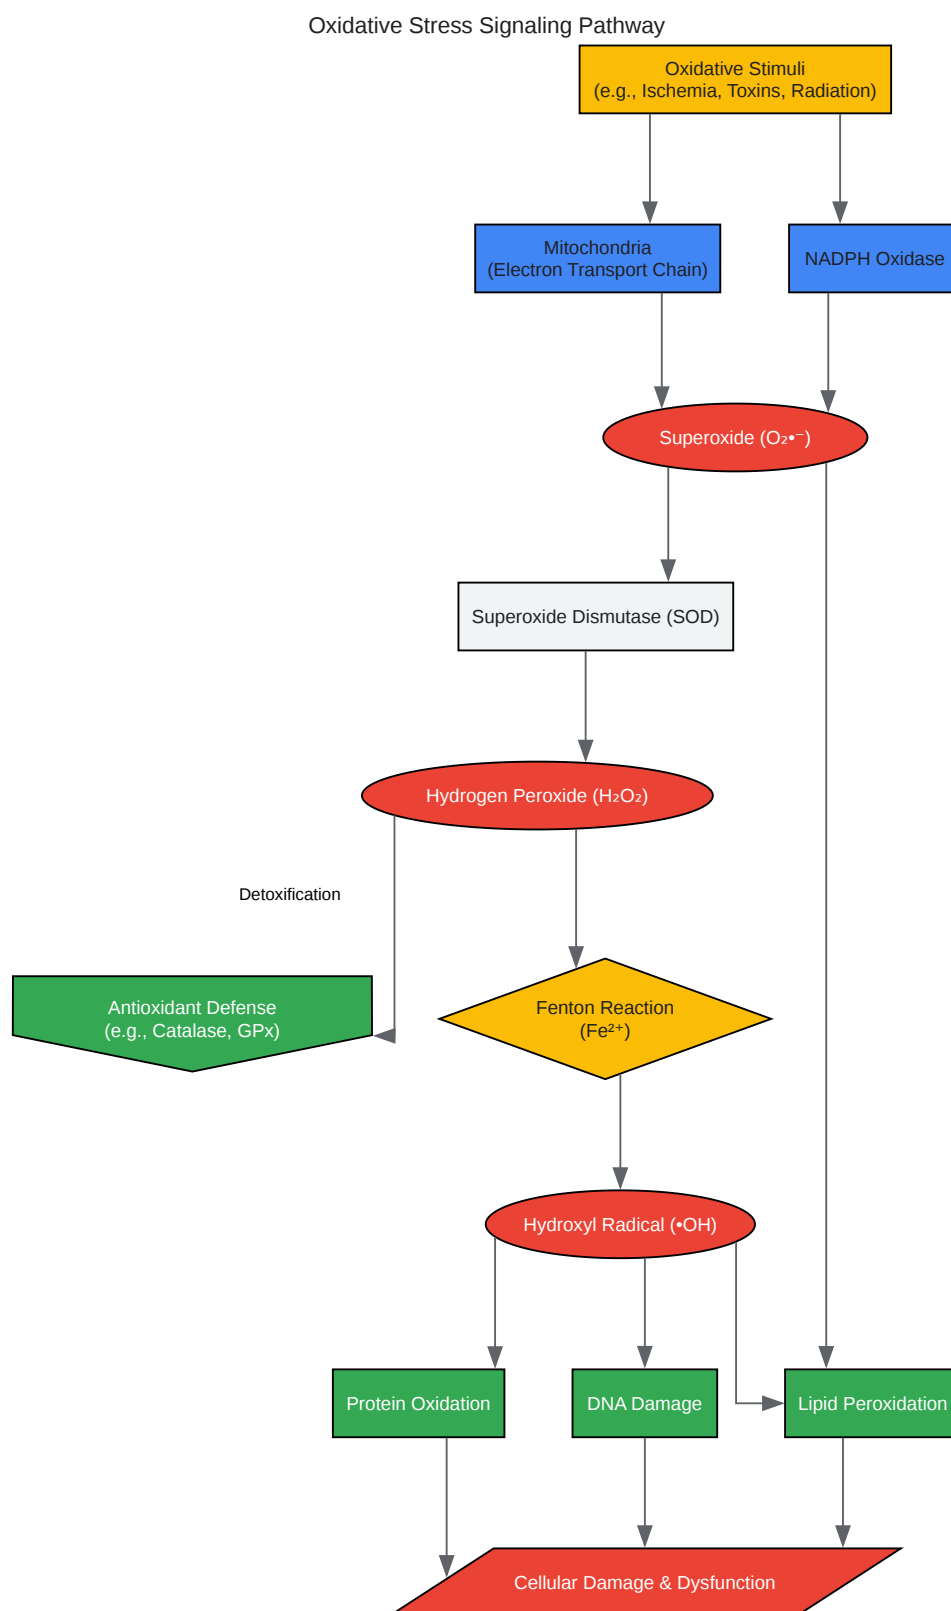 Oxidative Stress Signaling Pathway
Oxidative Stimuli
(e.g., Ischemia, Toxins, Radiation)
Mitochondria
(Electron Transport Chain)
NADPH Oxidase
Superoxide (O₂•⁻)
Superoxide Dismutase (SOD)
Hydrogen Peroxide (H₂O₂)
Detoxification
Antioxidant Defense
(e.g., Catalase, GPx)
Fenton Reaction
(Fe²⁺)
Hydroxyl Radical (•OH)
Protein Oxidation
DNA Damage
Lipid Peroxidation
Cellular Damage & Dysfunction